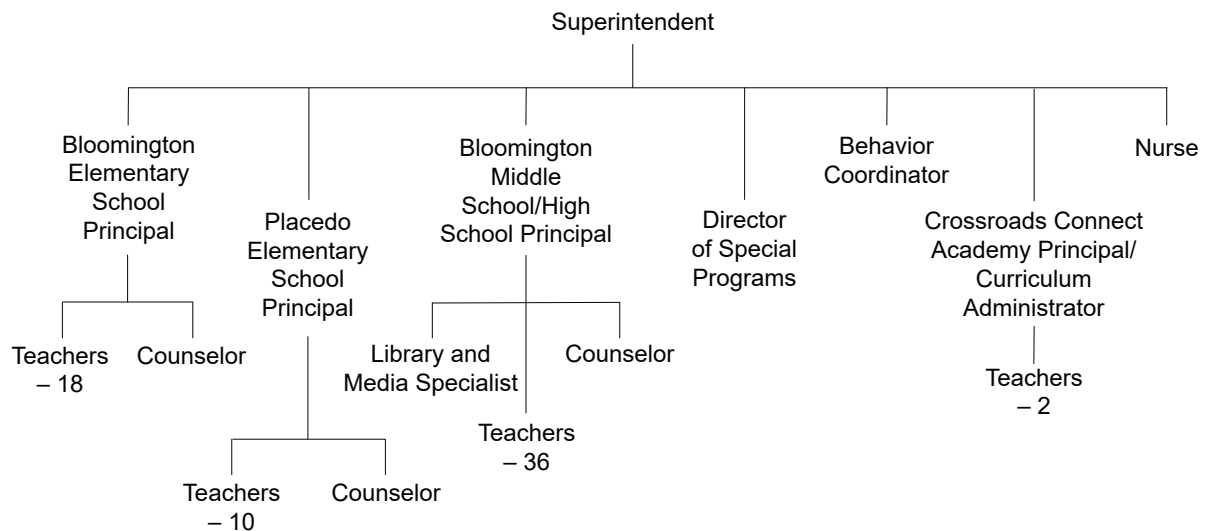 Superintendent
Bloomington
Elementary
School
Principal
Placedo
Elementary
School
Principal
Bloomington
Middle
School/High
School Principal
Director
of Special
Programs
Behavior
Coordinator
Crossroads Connect
Academy Principal/
Curriculum
Administrator
Nurse
Teachers
– 18
Counselor
Teachers
– 10
Counselor
Library and
Media Specialist
Teachers
– 36
Counselor
Teachers
– 2